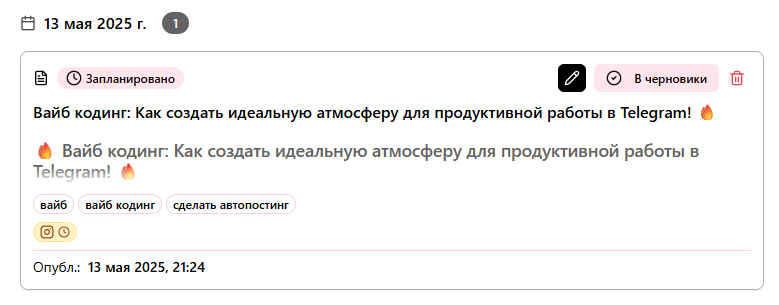 13 мая 2025 г. 1
Запланировано
В черновики
Вайб кодинг: Как создать идеальную атмосферу для продуктивной работы в Telegram! 🔥
🔥 Вайб кодинг: Как создать идеальную атмосферу для продуктивной работы в
Telegram! 🔥
вайб вайб кодинг сделать автопостинг
Опубл.: 13 мая 2025, 21:24